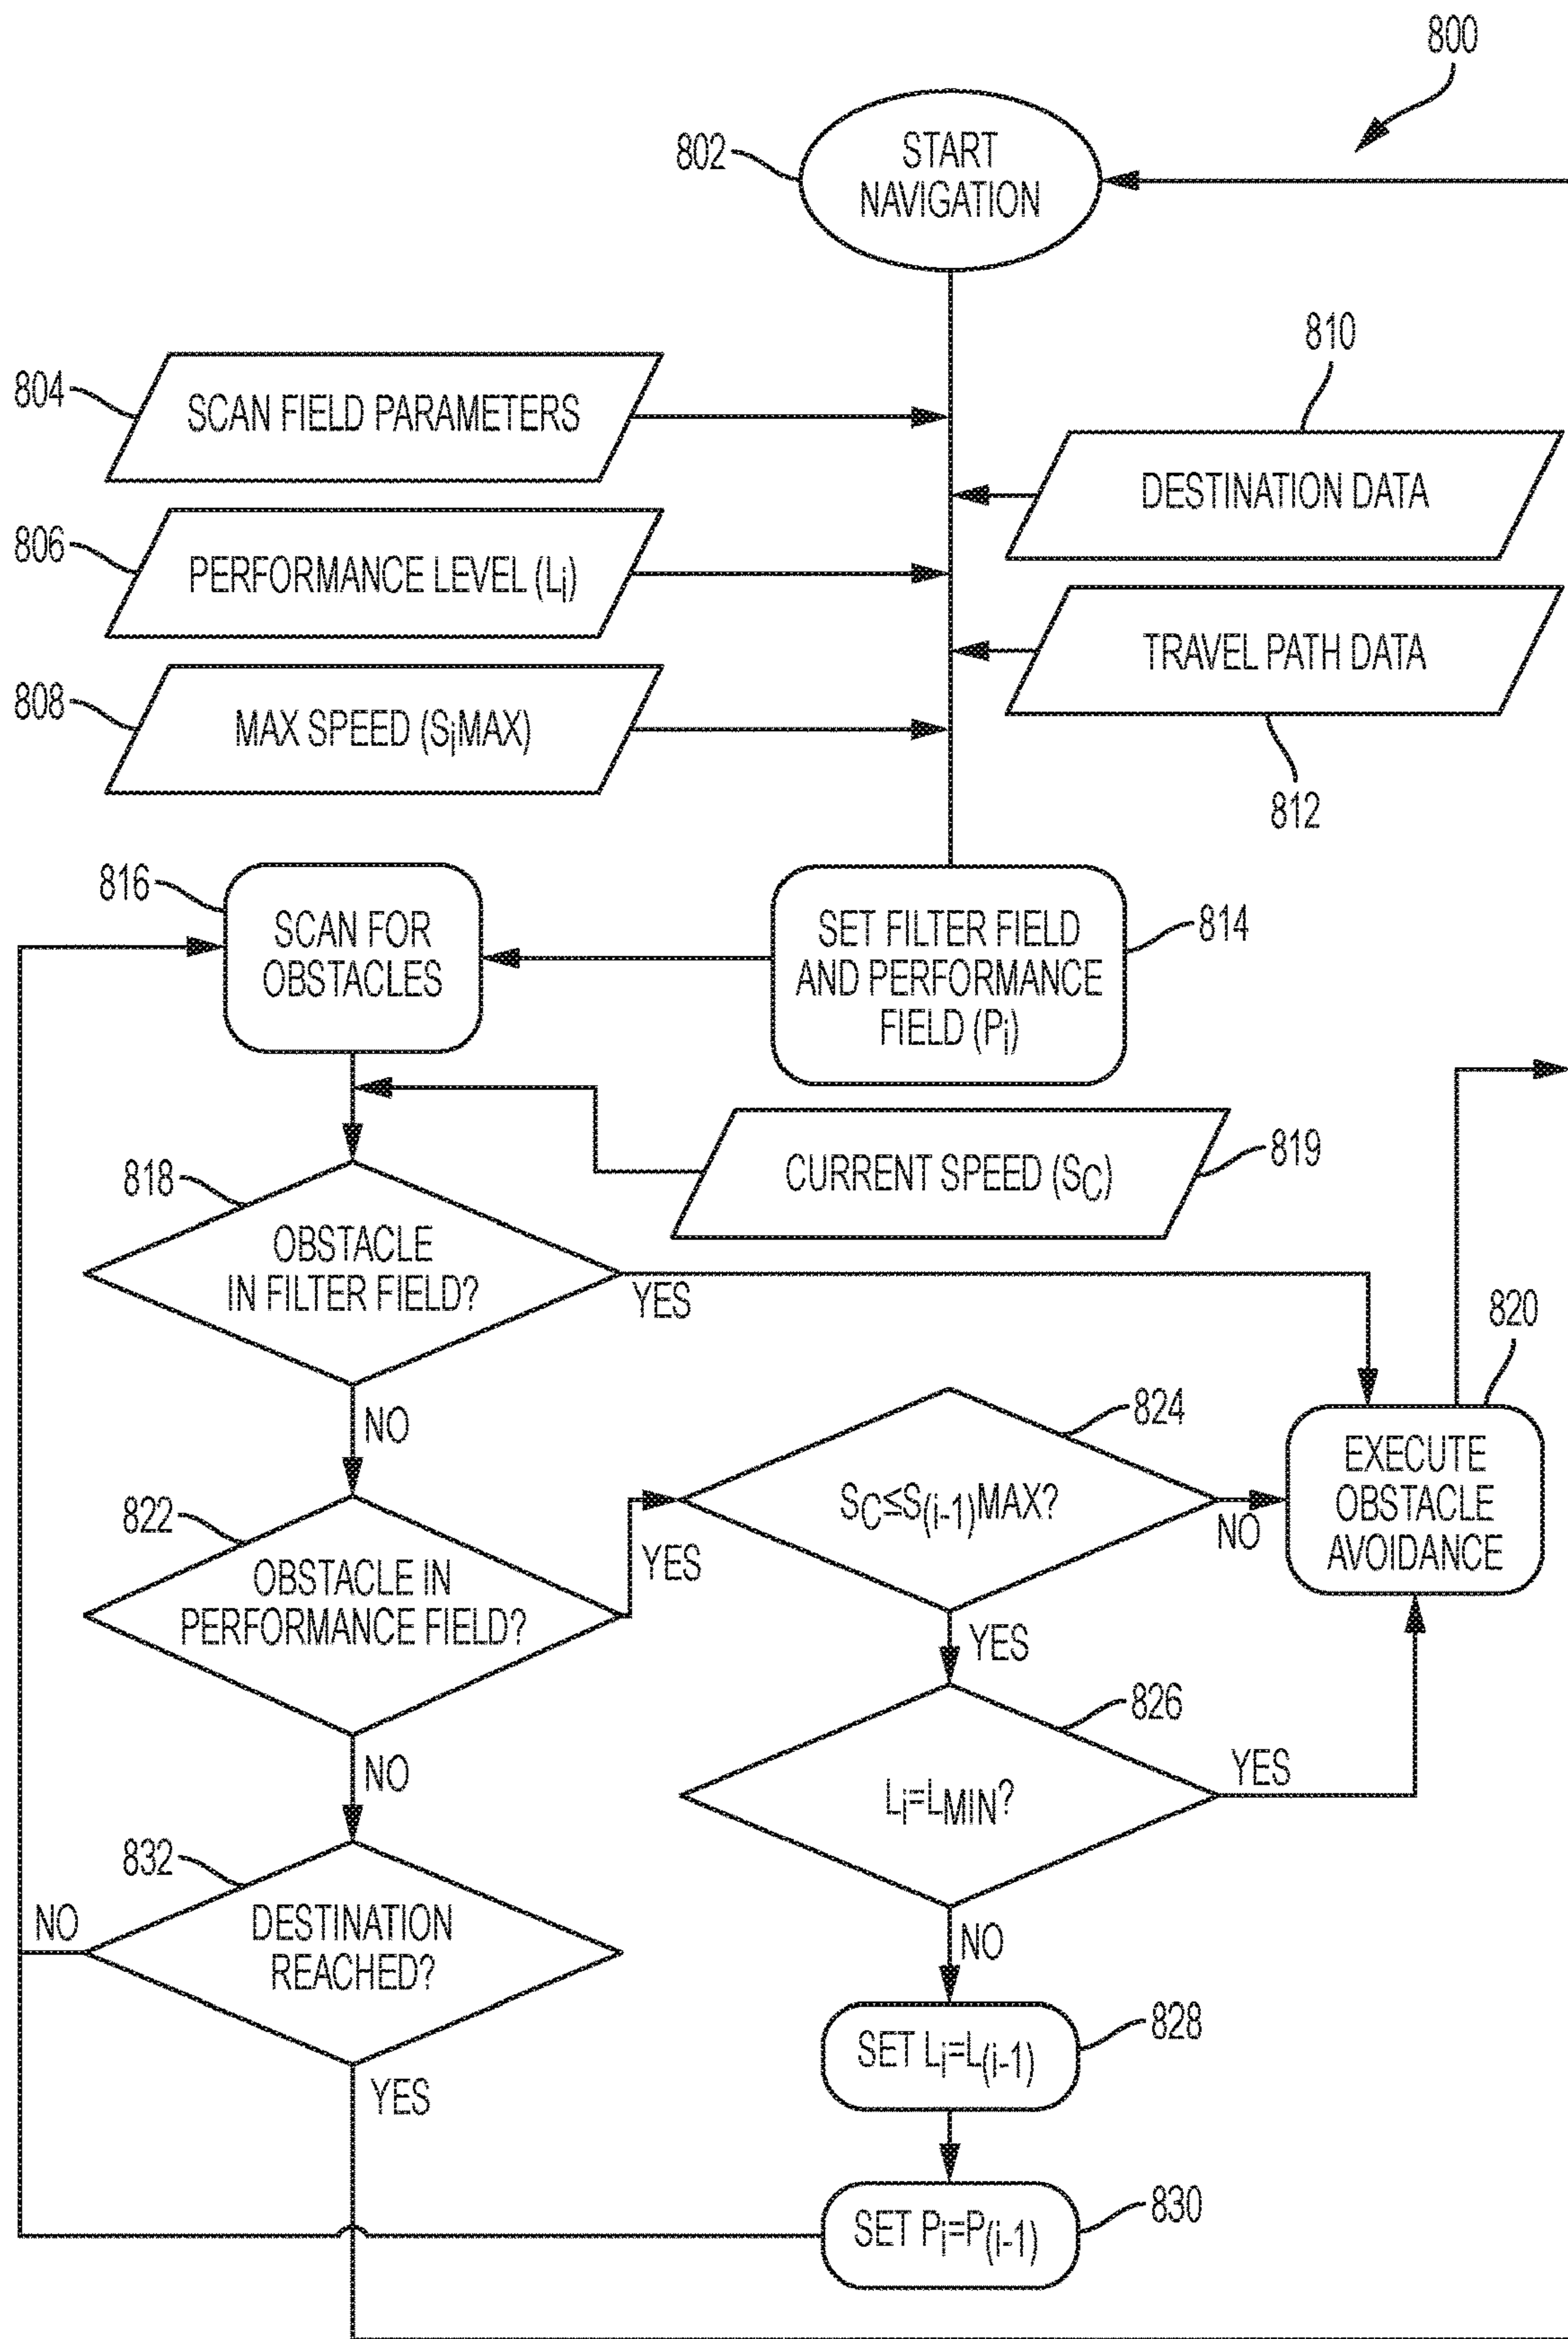 800
802
START
NAVIGATION
804
SCAN FIELD PARAMETERS
810
DESTINATION DATA
806
PERFORMANCE LEVEL (Li)
TRAVEL PATH DATA
808
MAX SPEED (SiMAX)
812
816
SCAN FOR
OBSTACLES
SET FILTER FIELD
AND PERFORMANCE
FIELD (Pi)
814
CURRENT SPEED (SC)
819
818
OBSTACLE
IN FILTER FIELD?
YES
820
NO
824
EXECUTE
OBSTACLE
AVOIDANCE
SC≤S(i-1)MAX?
NO
822
OBSTACLE IN
PERFORMANCE FIELD?
YES
YES
826
NO
Li=LMIN?
YES
832
DESTINATION
REACHED?
NO
NO
828
SET Li=L(i-1)
YES
830
SET Pi=P(i-1)